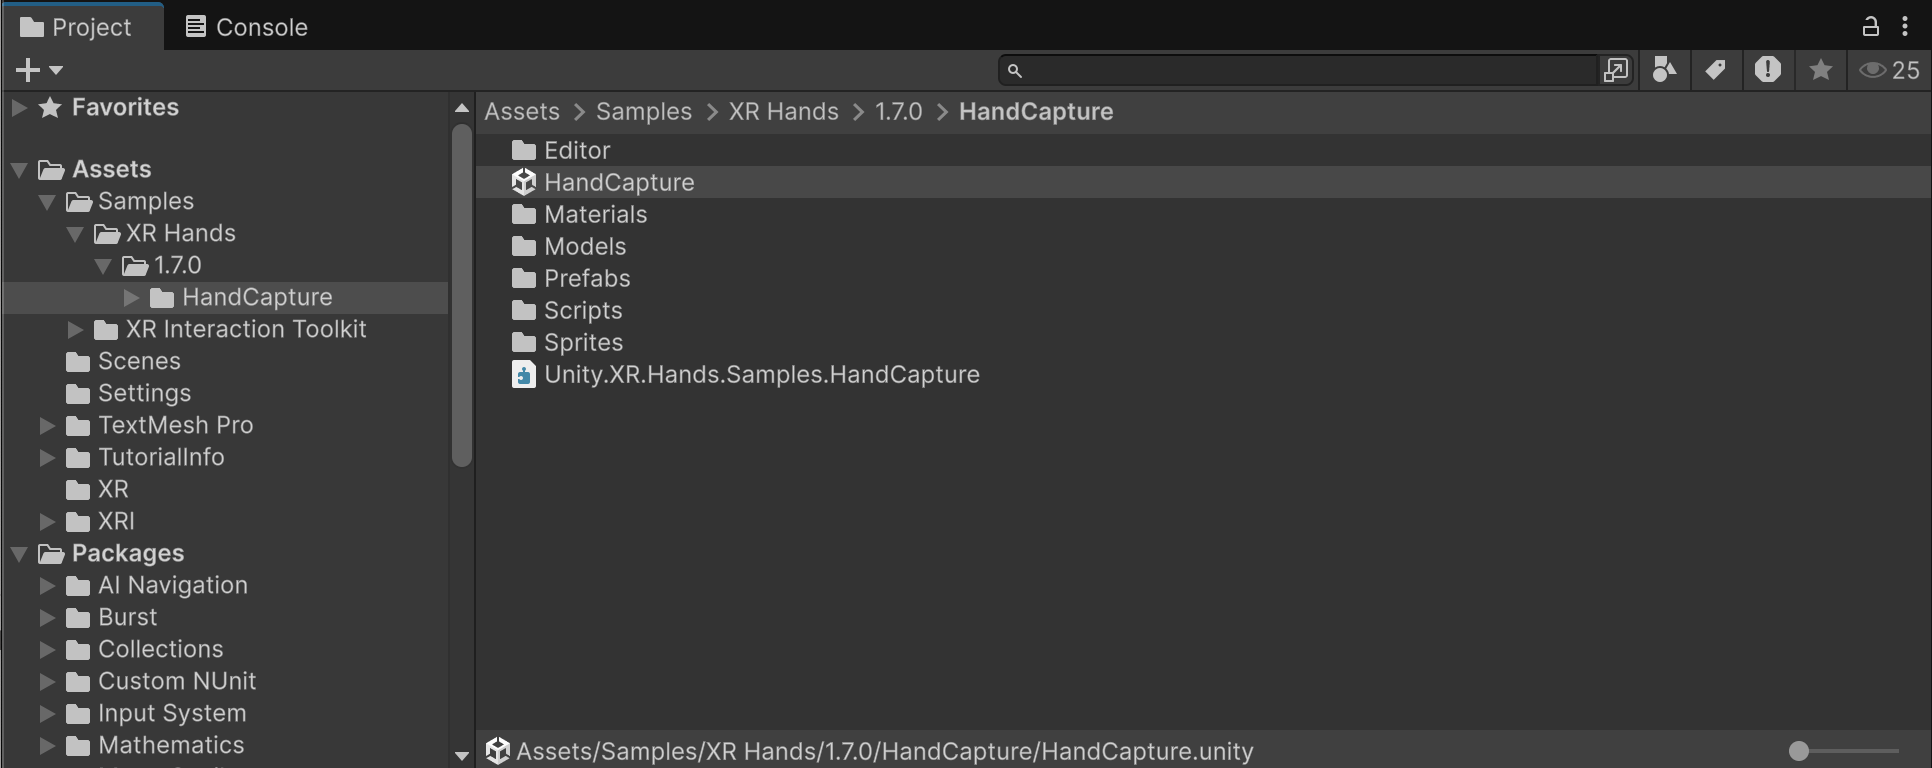 Project
Console
25
Favorites
Assets
Samples
XR Hands
1.7.0
HandCapture
XR Interaction Toolkit
Scenes
Settings
TextMesh Pro
TutorialInfo
XR
XRI
Packages
AI Navigation
Burst
Collections
Custom NUnit
Input System
Mathematics
Assets > Samples > XR Hands > 1.7.0 > HandCapture
Editor
HandCapture
Materials
Models
Prefabs
Scripts
Sprites
Unity.XR.Hands.Samples.HandCapture
Assets/Samples/XR Hands/1.7.0/HandCapture/HandCapture.unity